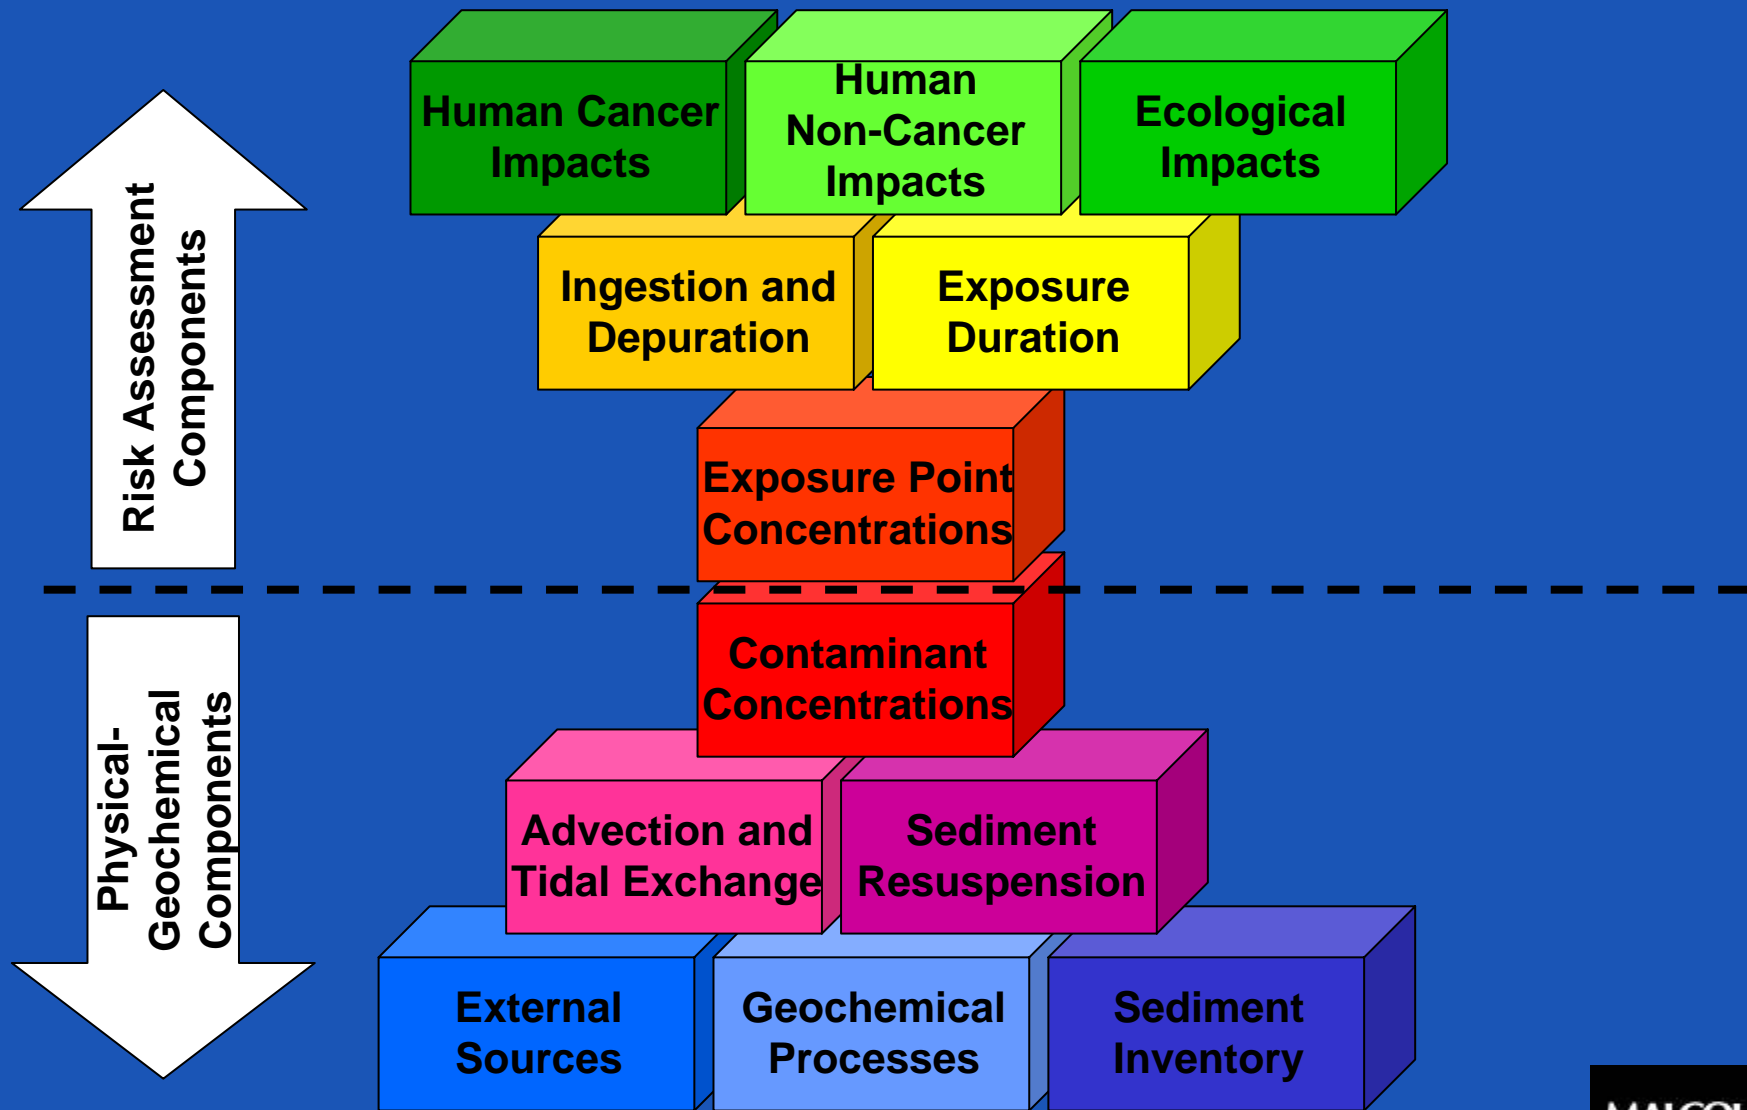 Human Cancer
Impacts
Human
Non-Cancer
Impacts
Ecological
Impacts
Risk Assessment
Components
Ingestion and
Depuration
Exposure
Duration
Exposure Point
Concentrations
Contaminant
Concentrations
Physical-
Geochemical
Components
Advection and
Tidal Exchange
Sediment
Resuspension
External
Sources
Geochemical
Processes
Sediment
Inventory